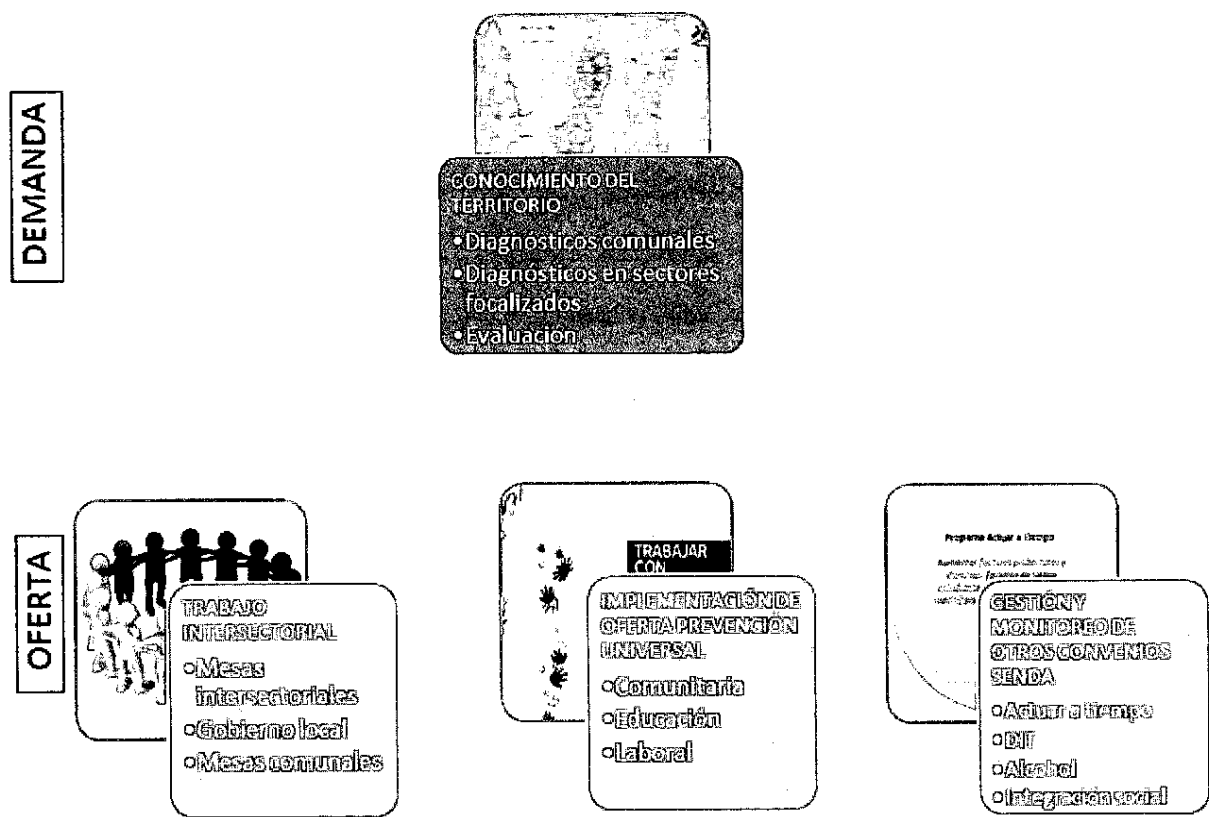 DEMANDA
CONOCIMIENTO DEL
TERRITORIO
•Diagnósticos comunales
•Diagnósticos en sectores
focalizados
•Evaluación
OFERTA
TRABAJO
INTERSECTORIAL
•Mesas
intersectoriales
•Gobierno local
•Mesas comunales
TRABAJAR
CON
IMPLEMENTACIÓN DE
OFERTA PREVENCIÓN
UNIVERSAL
•Comunitaria
•Educación
•Laboral
Programa Actuar a tiempo
GESTIÓN Y
MONITOREO DE
OTROS CONVENIOS
SENDA
•Actuar a tiempo
•DIT
•Alcohol
•Integración social